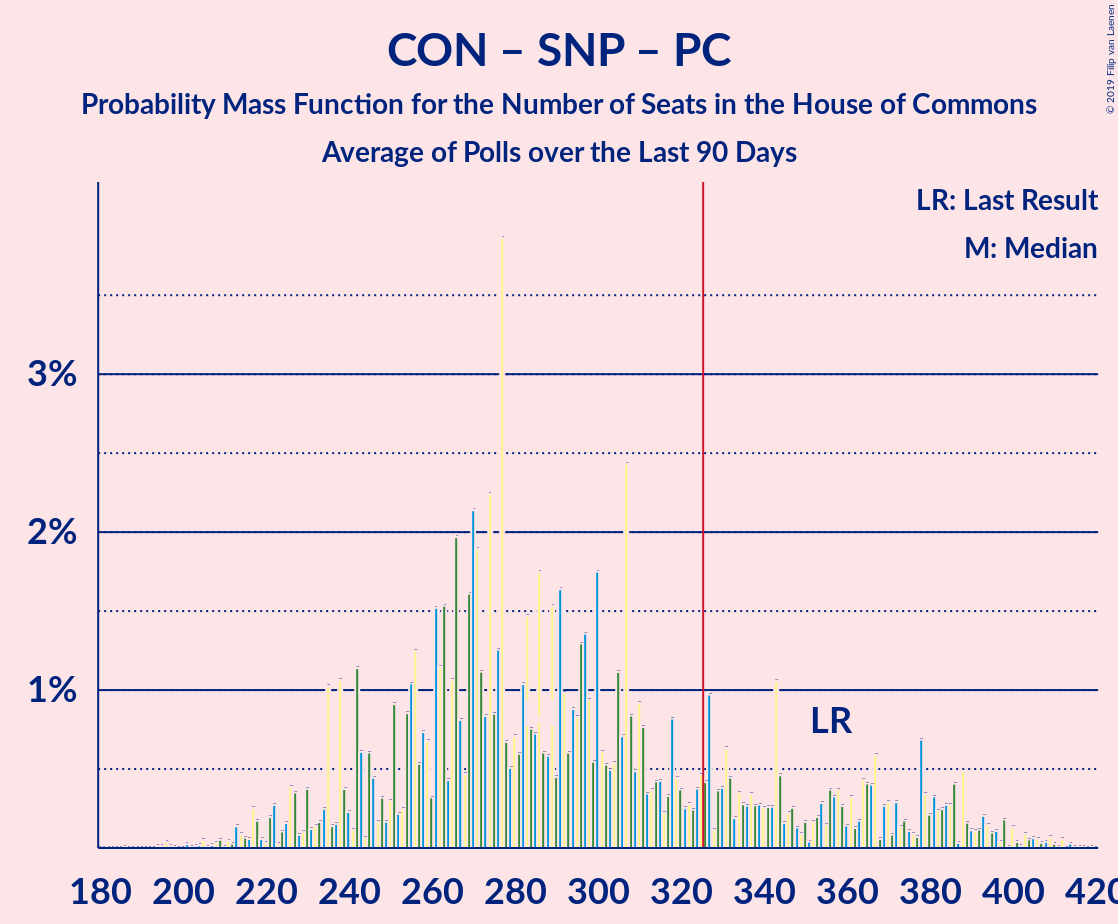 CON – SNP – PC
Probability Mass Function for the Number of Seats in the House of Commons
Average of Polls over the Last 90 Days
© 2019 Filip van Laenen
LR: Last Result
M: Median
3%
2%
1%
LR
180 200 220 240 260 280 300 320 340 360 380 400 420